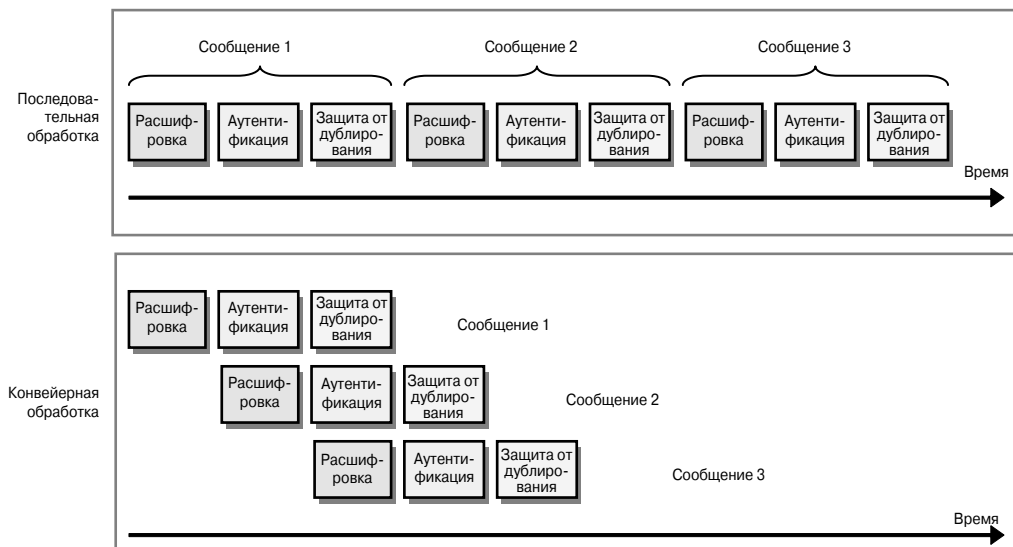 Сообщение 1
Сообщение 2
Сообщение 3
Последова-
тельная
обработка
Расшиф-
ровка
Аутенти-
фикация
Защита от
дублиро-
вания
Расшиф-
ровка
Аутенти-
фикация
Защита от
дублиро-
вания
Расшиф-
ровка
Аутенти-
фикация
Защита от
дублиро-
вания
Время
Конвейерная
обработка
Расшиф-
ровка
Аутенти-
фикация
Защита от
дублиро-
вания
Сообщение 1
Расшиф-
ровка
Аутенти-
фикация
Защита от
дублиро-
вания
Сообщение 2
Расшиф-
ровка
Аутенти-
фикация
Защита от
дублиро-
вания
Сообщение 3
Время